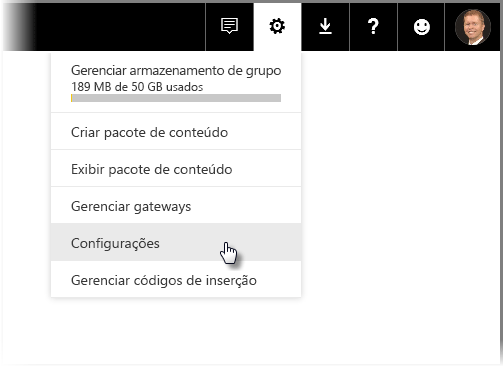 Gerenciar armazenamento de grupo
189 MB de 50 GB usados
Criar pacote de conteúdo
Exibir pacote de conteúdo
Gerenciar gateways
Configurações
Gerenciar códigos de inserção